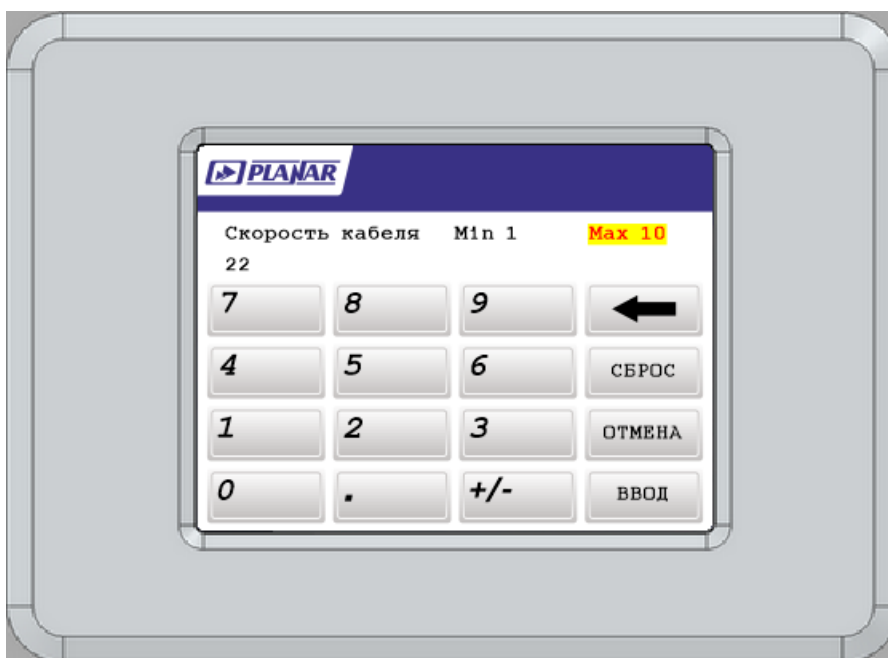 PLANAR
Скорость кабеля Min 1 Max 10
22
7 8 9
4 5 6 СБРОС
1 2 3 ОТМЕНА
0 . +/- ВВОД